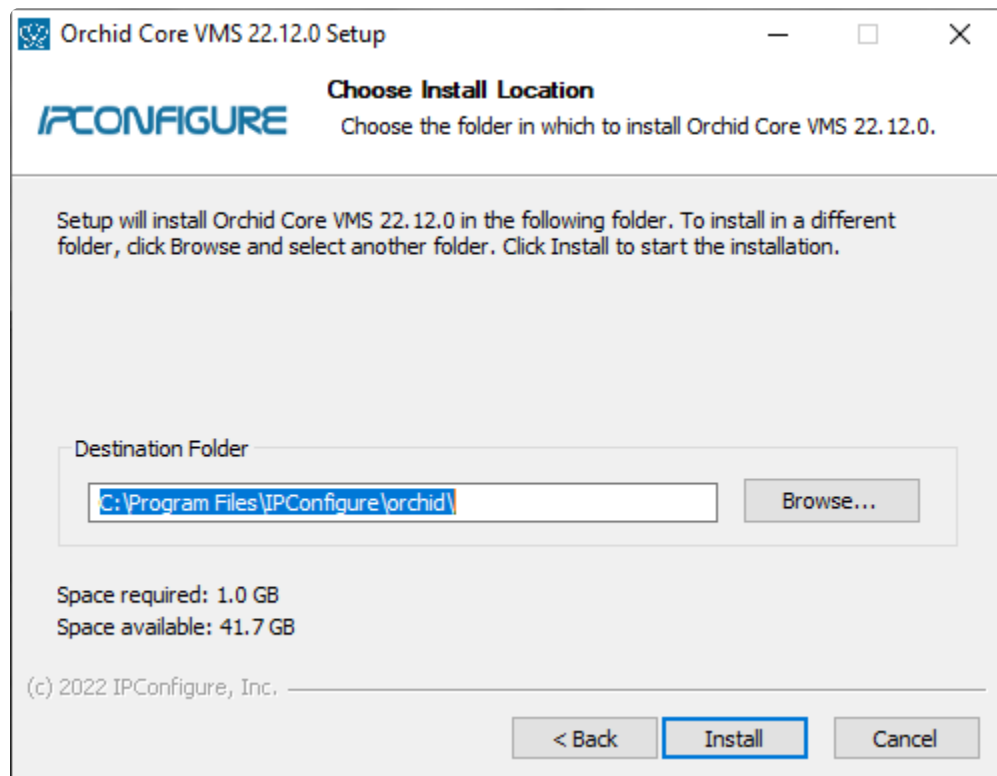 Orchid Core VMS 22.12.0 Setup
IPCONFIGURE
Choose Install Location
Choose the folder in which to install Orchid Core VMS 22.12.0.
Setup will install Orchid Core VMS 22.12.0 in the following folder. To install in a different
folder, click Browse and select another folder. Click Install to start the installation.
Destination Folder
C:\Program Files\IPConfigure\orchid\
Browse...
Space required: 1.0 GB
Space available: 41.7 GB
(c) 2022 IPConfigure, Inc.
< Back
Install
Cancel